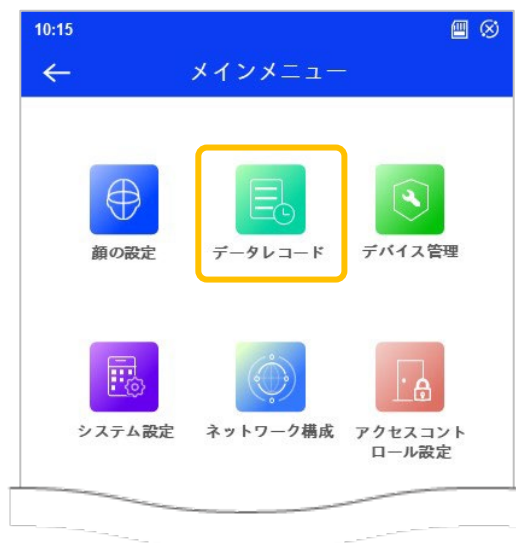 10:15
メインメニュー
顔の設定
データレコード
デバイス管理
システム設定
ネットワーク構成
アクセスコント
ロール設定